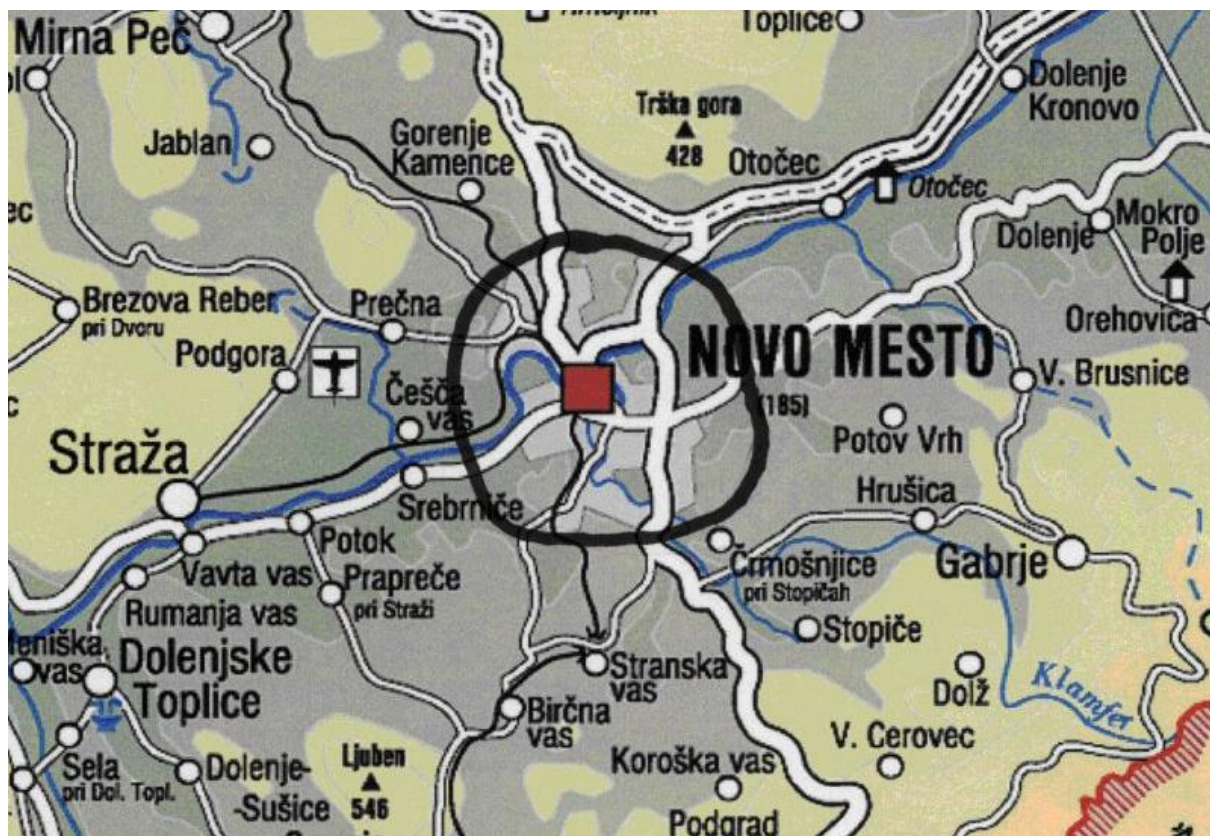 Mirna Peč
Toplice
Dolenje
Kronovo
Trška gora
428
Jablan
Gorenje
Kamence
Otočec
Otočec
Mokro
Polje
Dolenje
Brezova Reber
pri Dvoru
Prečna
Orehovica
Podgora
NOVO MESTO
(185)
V. Brusnice
Češča
vas
Potov Vrh
Straža
Srebrniče
Hrušica
Potok
Črmošnjice
pri Stopičah
Gabrje
Vavta vas
Prapreče
pri Straži
Rumanja vas
Stopiče
vas
Dolenjske
Toplice
Stranska
vas
Dolž
Klamfer
Birčna
vas
V. Cerovec
Sela
pri Dol. Topl.
Dolenje-
-Sušice
Ljuben
546
Koroška vas
Podgrad